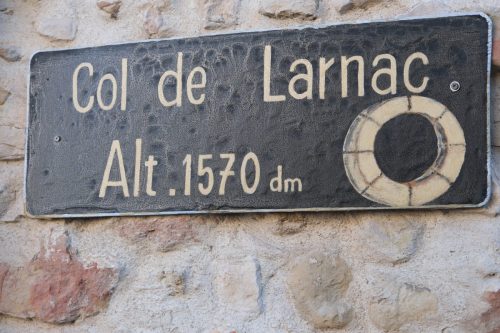 Col de Larnac
Alt. 1570 dm